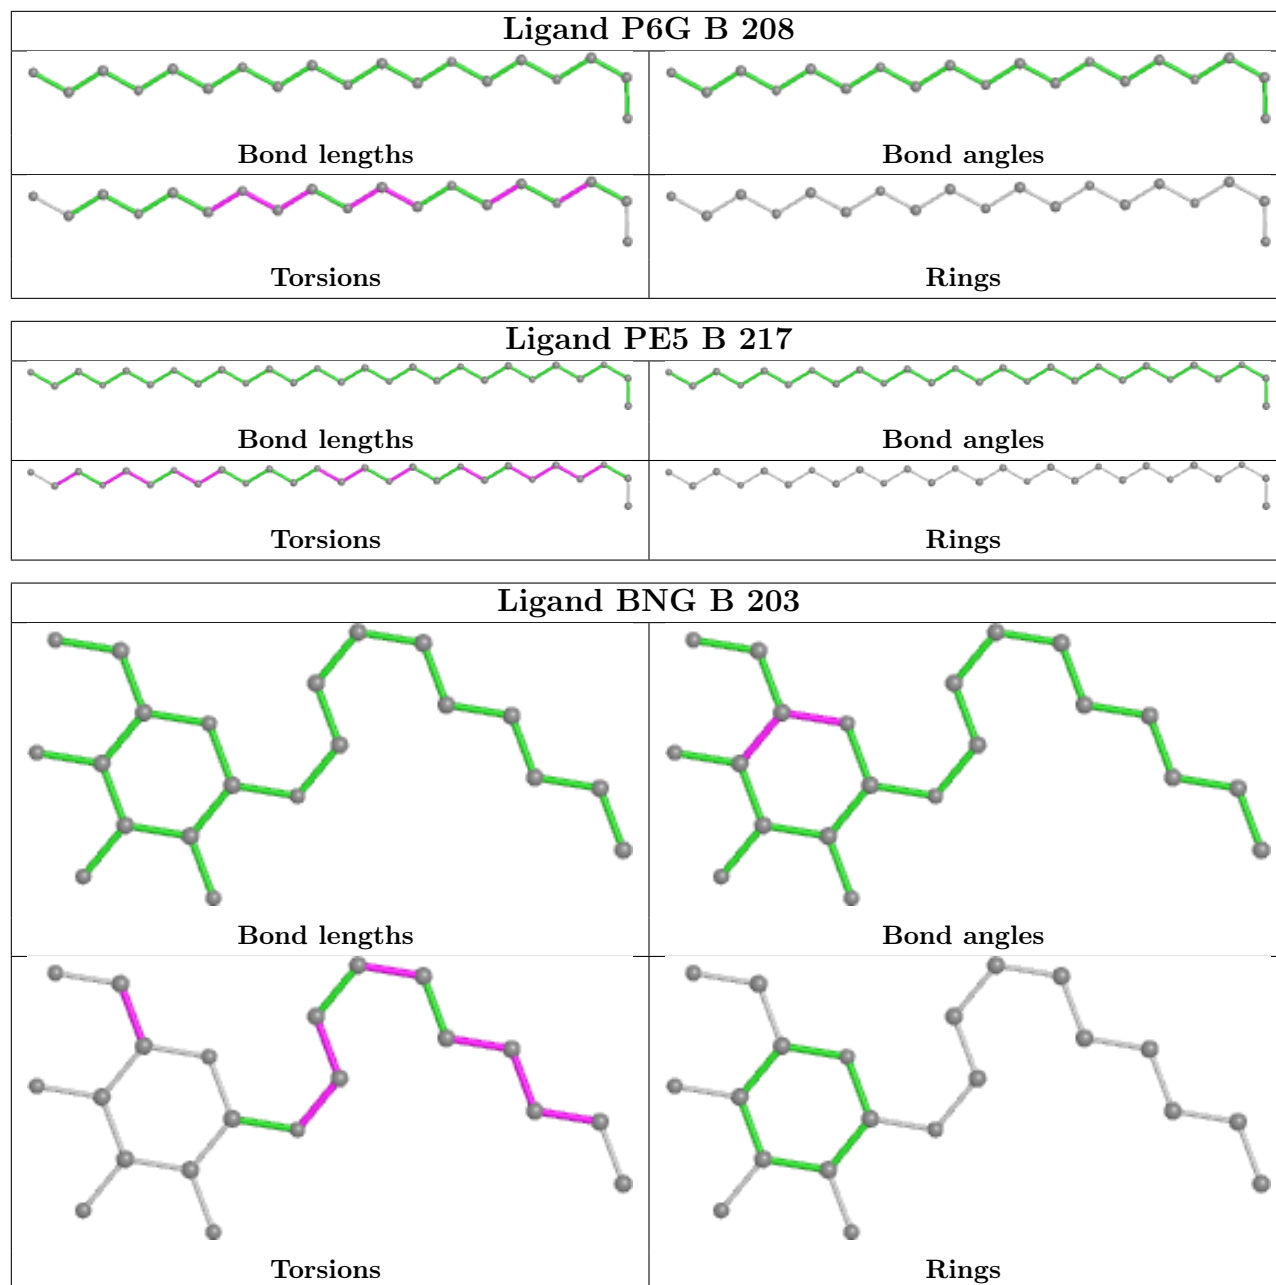 Ligand P6G B 208
Bond lengths
Bond angles
Torsions
Rings
Ligand PE5 B 217
Bond lengths
Bond angles
Torsions
Rings
Ligand BNG B 203
Bond lengths
Bond angles
Torsions
Rings